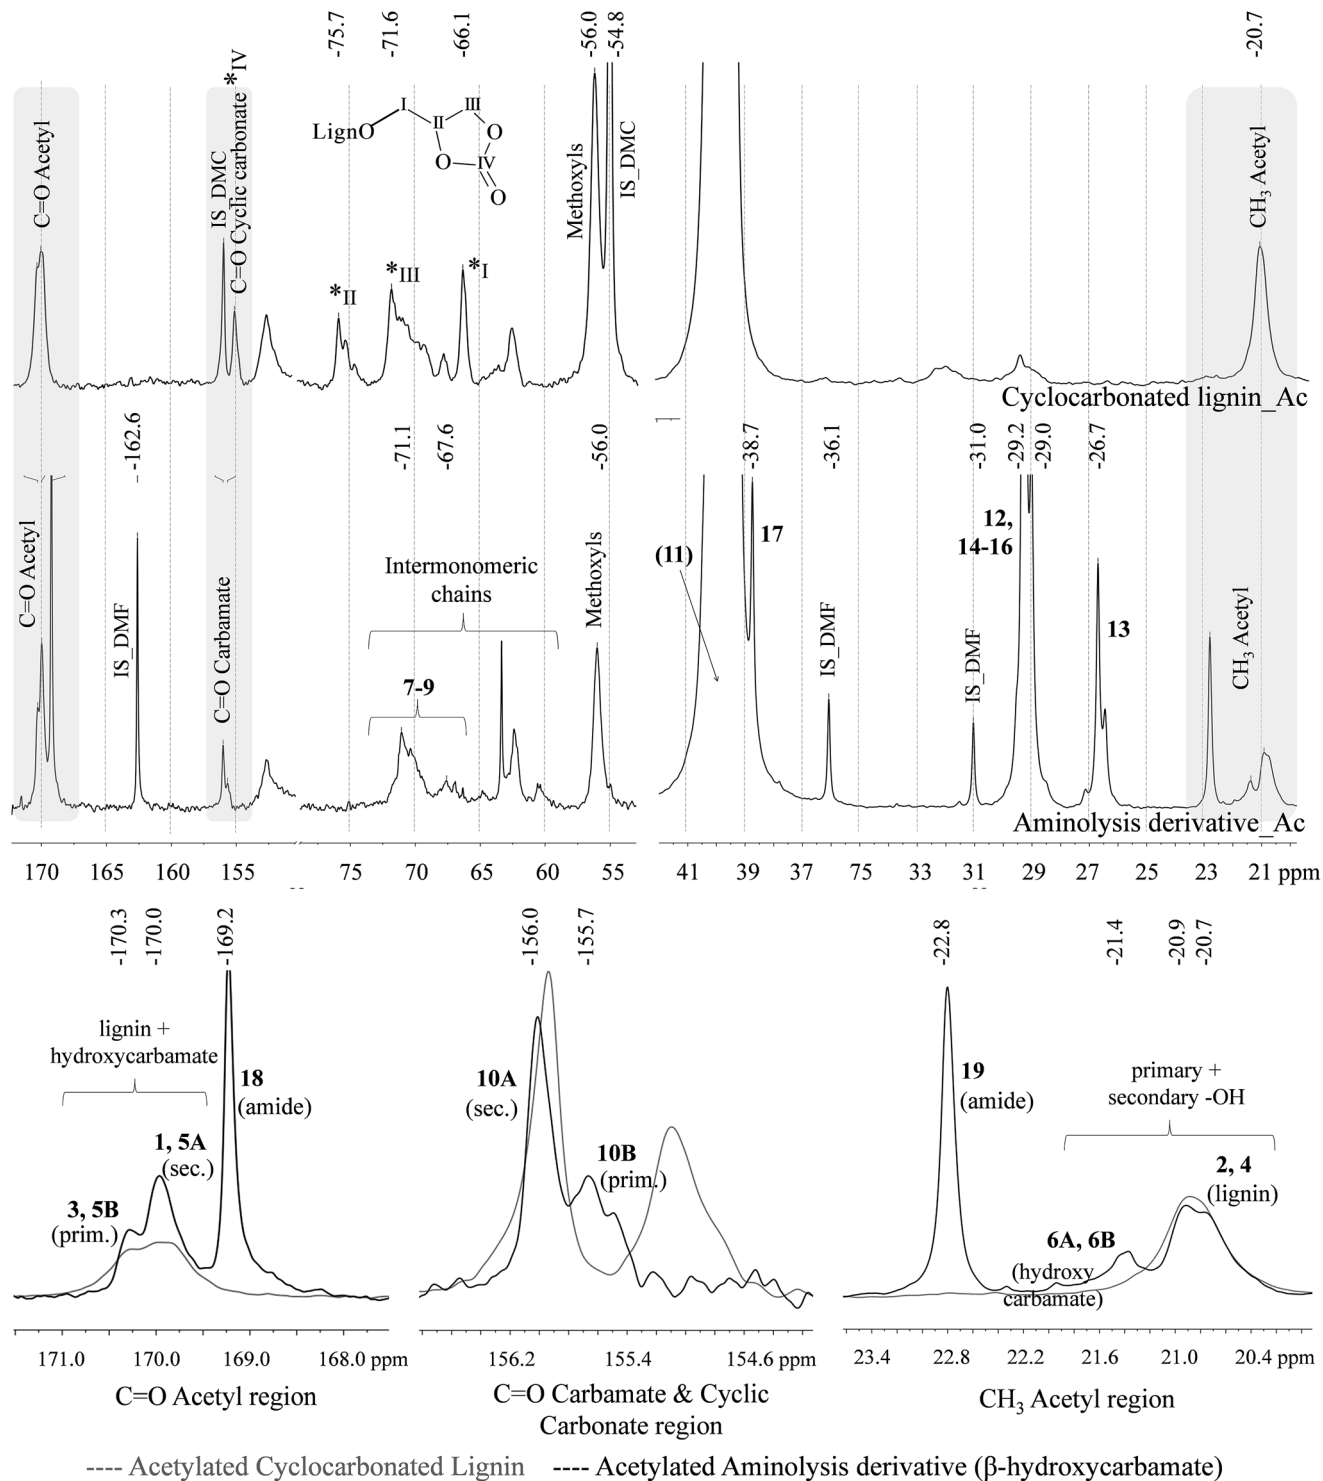 -75.7
-71.6
-66.1
-56.0
-54.8
-20.7
C=O Acetyl
IS_DMC
C=O Cyclic carbonate *IV
LignO
I
II
III
O
O
IV
O
*II
*III
*I
Methoxyls
IS_DMC
CH3 Acetyl
Cyclocarbonated lignin_Ac
-162.6
-71.1
-67.6
-56.0
-38.7
-36.1
-31.0
-29.2
-29.0
-26.7
C=O Acetyl
IS_DMF
C=O Carbamate
Intermonomeric
chains
7-9
Methoxyls
(11)
17
IS_DMF
IS_DMF
12,
14-16
13
CH3 Acetyl
Aminolysis derivative_Ac
170 165 160 155 75 70 65 60 55 41 39 37 35 33 31 29 27 25 23 21 ppm
-170.3
-170.0
-169.2
lignin +
hydroxycarbamate
18
(amide)
1, 5A
(sec.)
3, 5B
(prim.)
171.0 170.0 169.0 168.0 ppm
C=O Acetyl region
-156.0
-155.7
10A
(sec.)
10B
(prim.)
156.2 155.4 154.6 ppm
C=O Carbamate & Cyclic
Carbonate region
-22.8
-21.4
-20.9
-20.7
19
(amide)
primary +
secondary -OH
2, 4
(lignin)
6A, 6B
(hydroxy
carbamate)
23.4 22.8 22.2 21.6 21.0 20.4 ppm
CH3 Acetyl region
---- Acetylated Cyclocarbonated Lignin ---- Acetylated Aminolysis derivative (β-hydroxycarbamate)